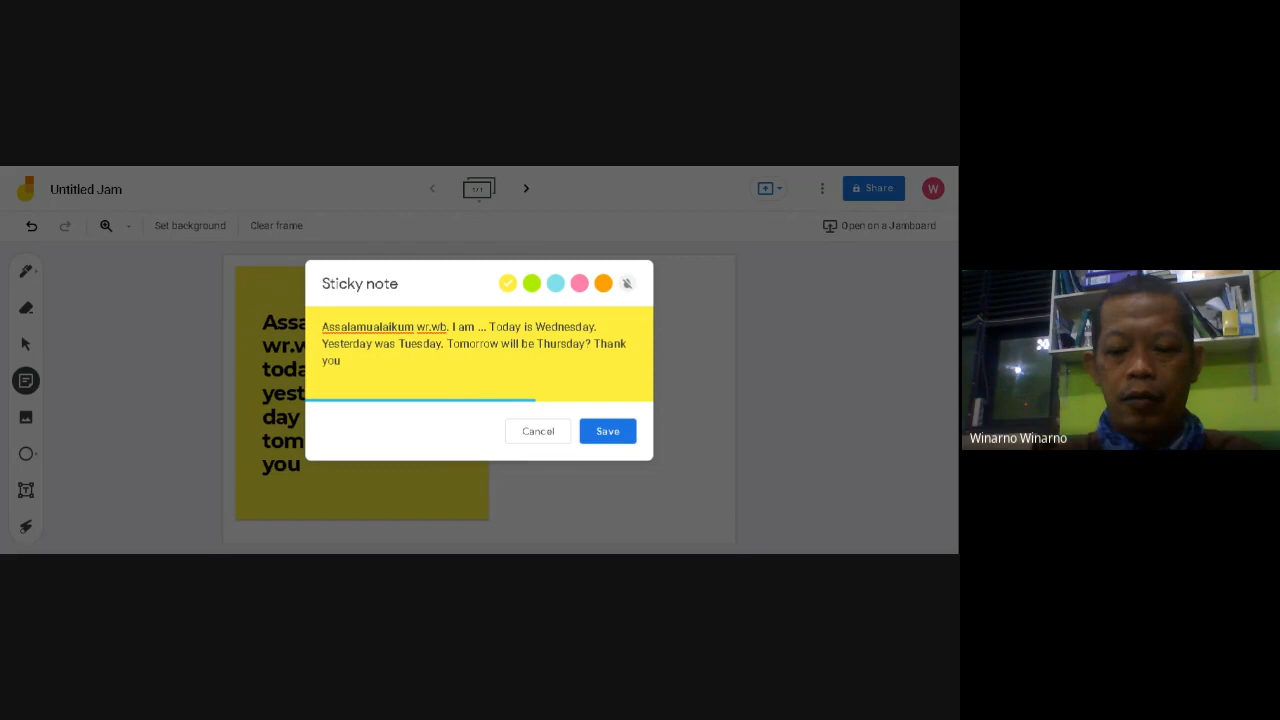 Untitled Jam
1/1
Share
W
Set background
Clear frame
Open on a Jamboard
Sticky note
Assalamualaikum wr.wb. I am ... Today is Wednesday.
Yesterday was Tuesday. Tomorrow will be Thursday? Thank
you
Cancel
Save
Assa
wr.w
toda
yest
day
tom
you
Winarno Winarno